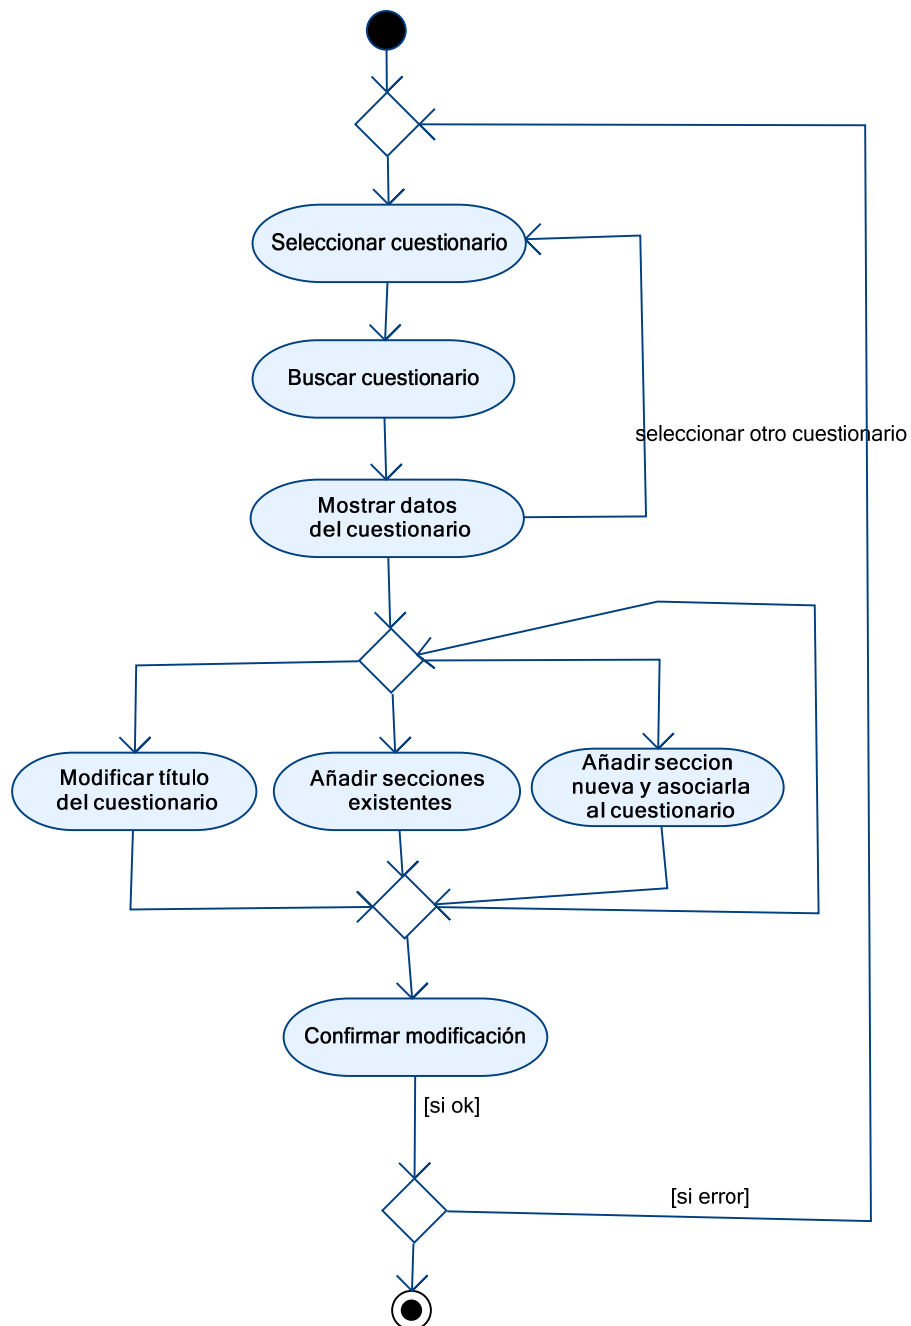 Seleccionar cuestionario
Buscar cuestionario
seleccionar otro cuestionario
Mostrar datos
del cuestionario
Modificar título
del cuestionario
Añadir secciones
existentes
Añadir seccion
nueva y asociarla
al cuestionario
Confirmar modificación
[si ok]
[si error]